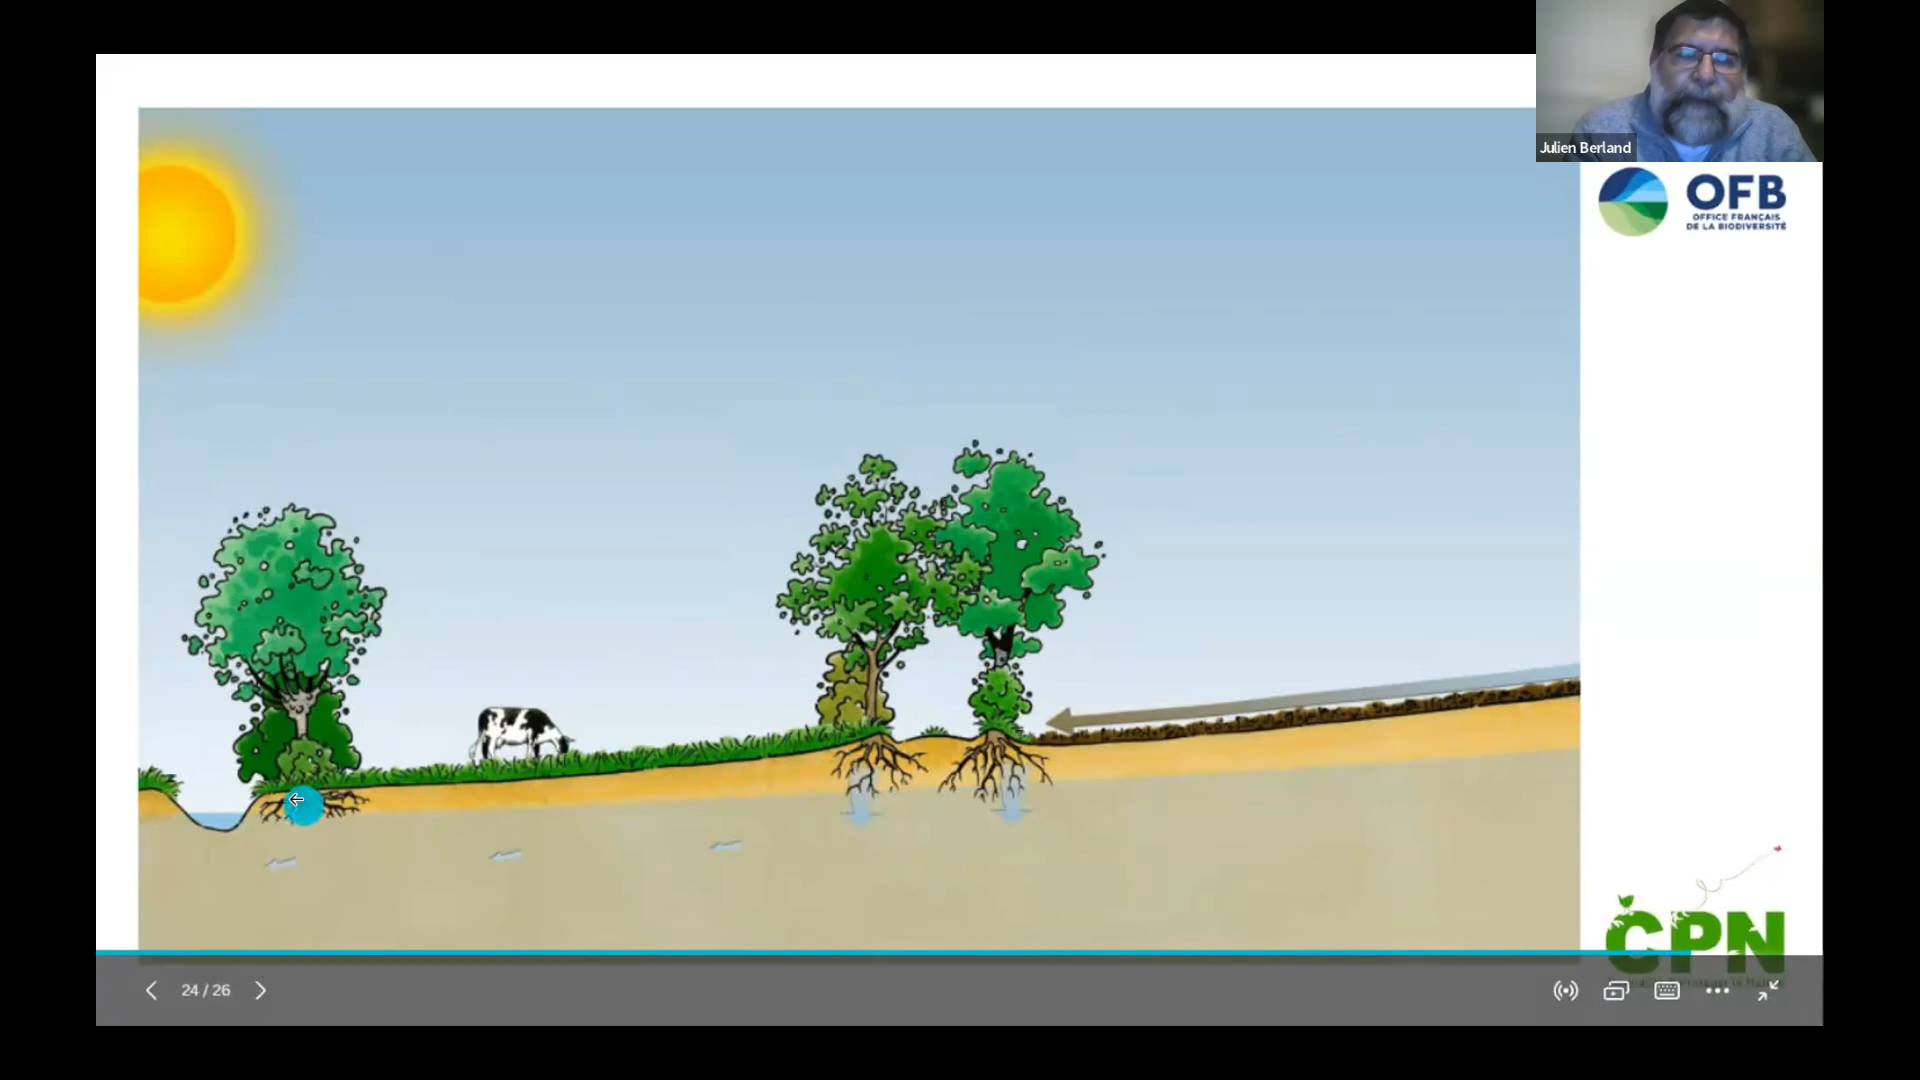 Julien Berland
OFB
OFFICE FRANÇAIS
DE LA BIODIVERSITÉ
CPN
24 / 26